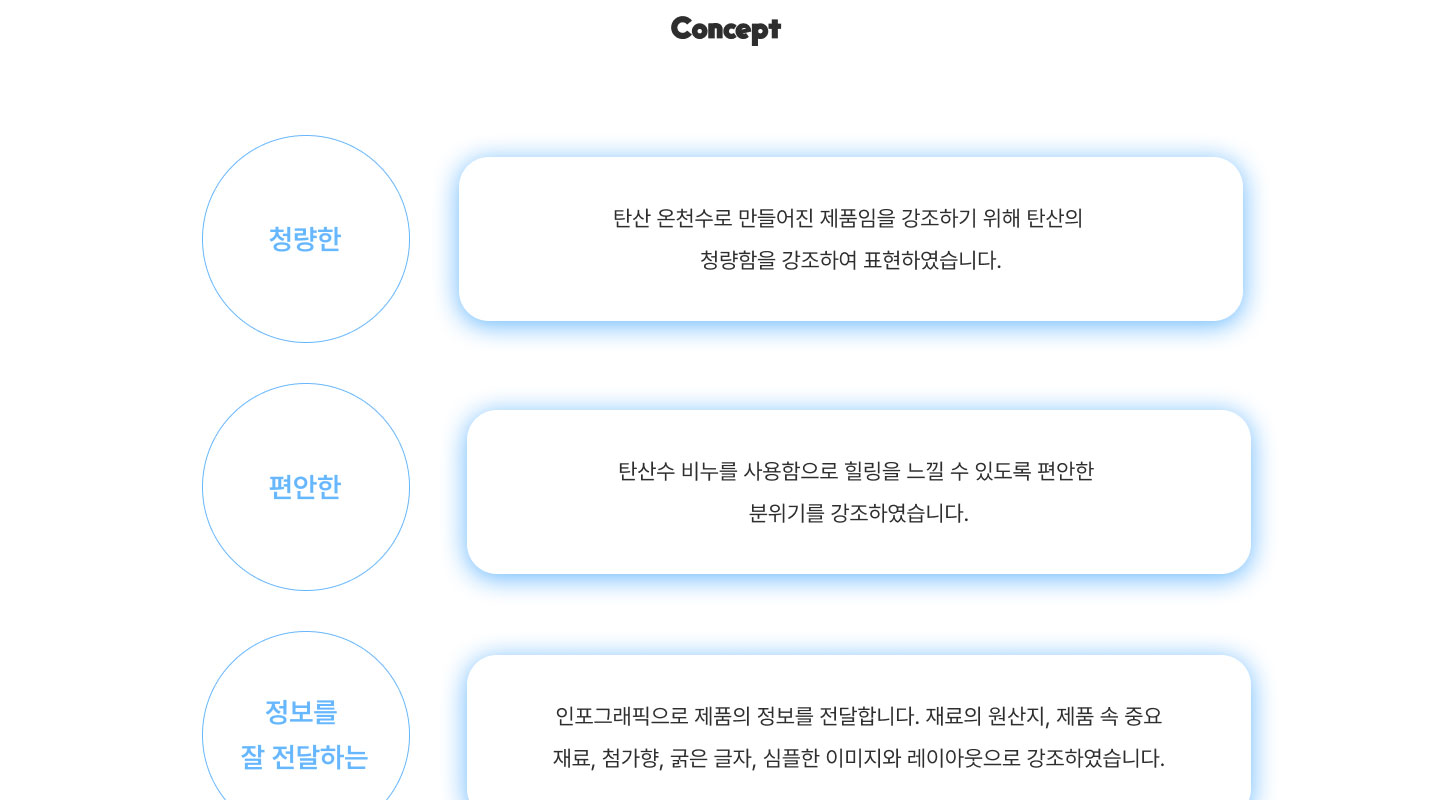 Concept
청량한
탄산 온천수로 만들어진 제품임을 강조하기 위해 탄산의
청량함을 강조하여 표현하였습니다.
편안한
탄산수 비누를 사용함으로 힐링을 느낄 수 있도록 편안한
분위기를 강조하였습니다.
정보를
잘 전달하는
인포그래픽으로 제품의 정보를 전달합니다. 재료의 원산지, 제품 속 중요
재료, 첨가향, 굵은 글자, 심플한 이미지와 레이아웃으로 강조하였습니다.